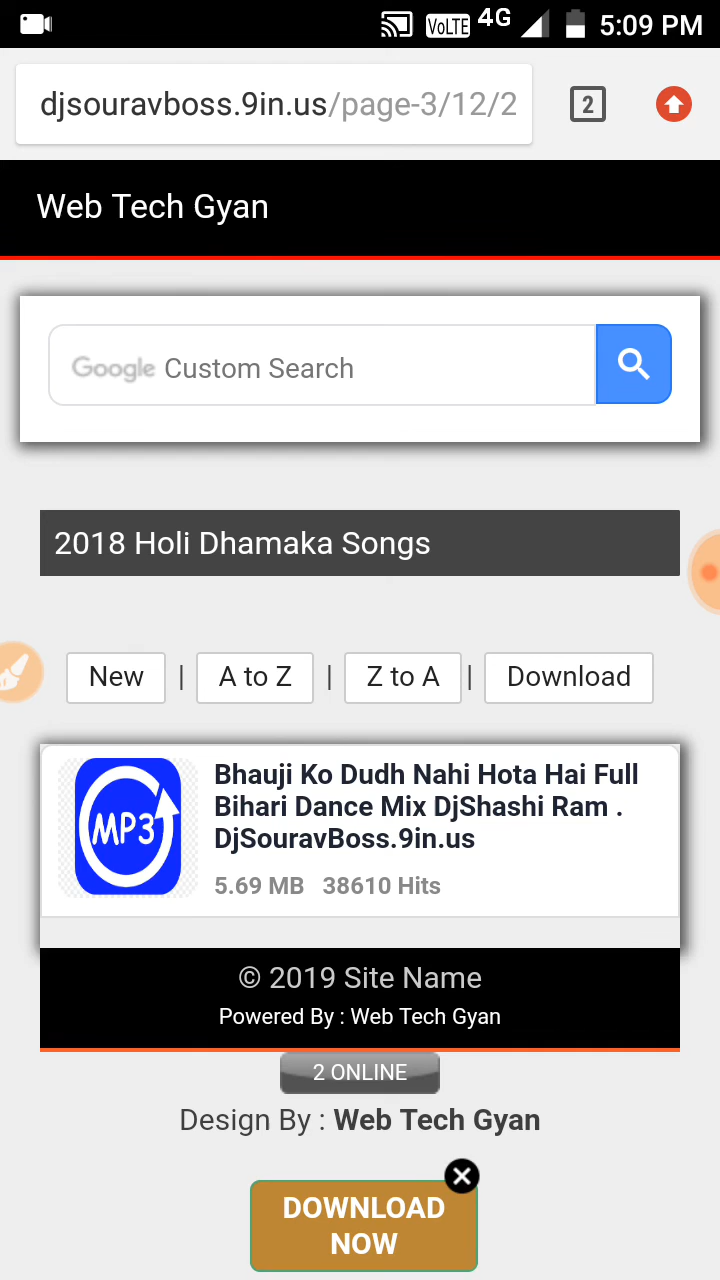 VoLTE 4G 5:09 PM
djsouravboss.9in.us/page-3/12/2 2
Web Tech Gyan
Google Custom Search
2018 Holi Dhamaka Songs
New | A to Z | Z to A | Download
MP3
Bhauji Ko Dudh Nahi Hota Hai Full
Bihari Dance Mix DjShashi Ram .
DjSouravBoss.9in.us
5.69 MB 38610 Hits
© 2019 Site Name
Powered By : Web Tech Gyan
2 ONLINE
Design By : Web Tech Gyan
DOWNLOAD
NOW